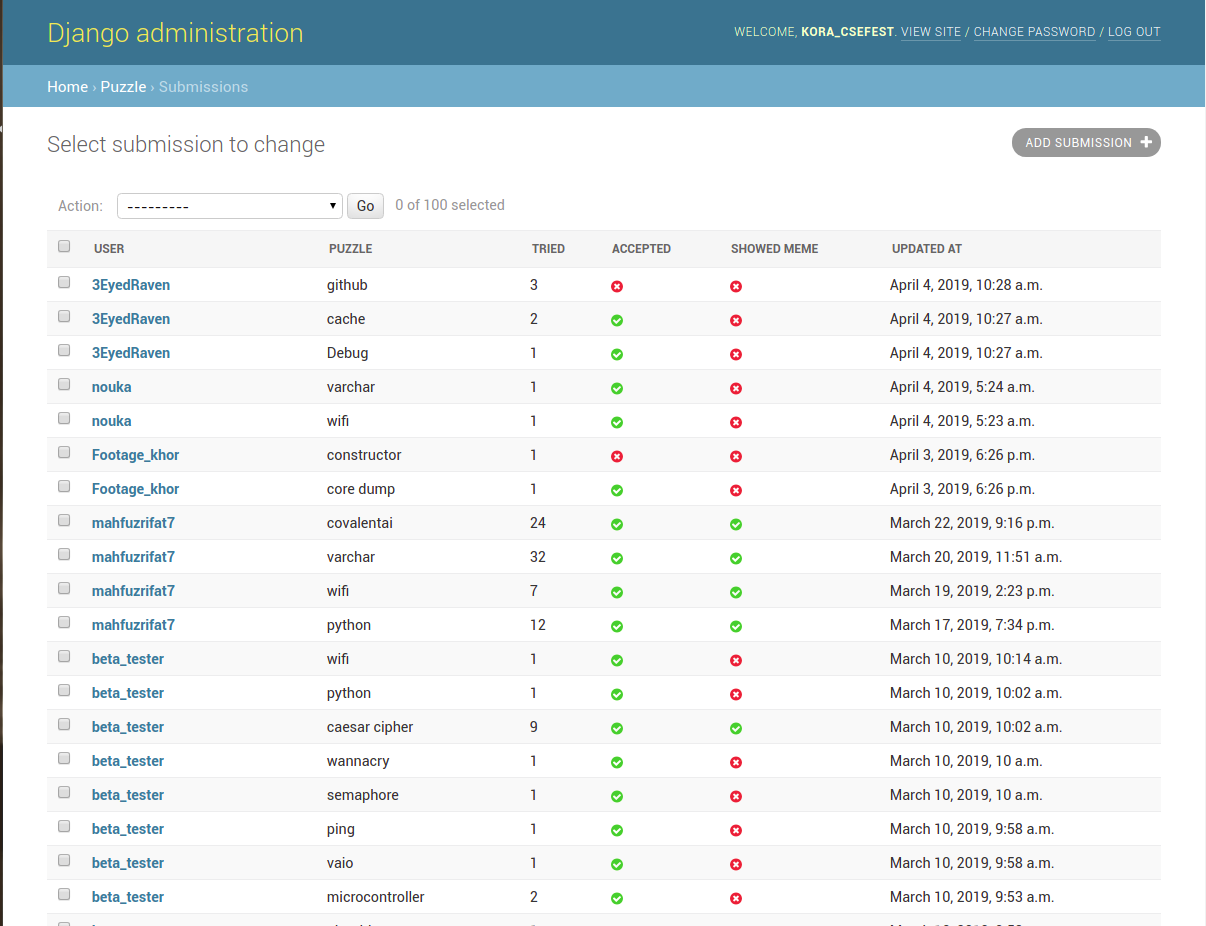 Django administration
WELCOME, KORA_CSEFEST. VIEW SITE / CHANGE PASSWORD / LOG OUT
Home › Puzzle › Submissions
Select submission to change
ADD SUBMISSION
Action: --------- Go 0 of 100 selected
USER PUZZLE TRIED ACCEPTED SHOWED MEME UPDATED AT
3EyedRaven github 3 April 4, 2019, 10:28 a.m.
3EyedRaven cache 2 April 4, 2019, 10:27 a.m.
3EyedRaven Debug 1 April 4, 2019, 10:27 a.m.
nouka varchar 1 April 4, 2019, 5:24 a.m.
nouka wifi 1 April 4, 2019, 5:23 a.m.
Footage_khor constructor 1 April 3, 2019, 6:26 p.m.
Footage_khor core dump 1 April 3, 2019, 6:26 p.m.
mahfuzrifat7 covalentai 24 March 22, 2019, 9:16 p.m.
mahfuzrifat7 varchar 32 March 20, 2019, 11:51 a.m.
mahfuzrifat7 wifi 7 March 19, 2019, 2:23 p.m.
mahfuzrifat7 python 12 March 17, 2019, 7:34 p.m.
beta_tester wifi 1 March 10, 2019, 10:14 a.m.
beta_tester python 1 March 10, 2019, 10:02 a.m.
beta_tester caesar cipher 9 March 10, 2019, 10:02 a.m.
beta_tester wannacry 1 March 10, 2019, 10 a.m.
beta_tester semaphore 1 March 10, 2019, 10 a.m.
beta_tester ping 1 March 10, 2019, 9:58 a.m.
beta_tester vaio 1 March 10, 2019, 9:58 a.m.
beta_tester microcontroller 2 March 10, 2019, 9:53 a.m.